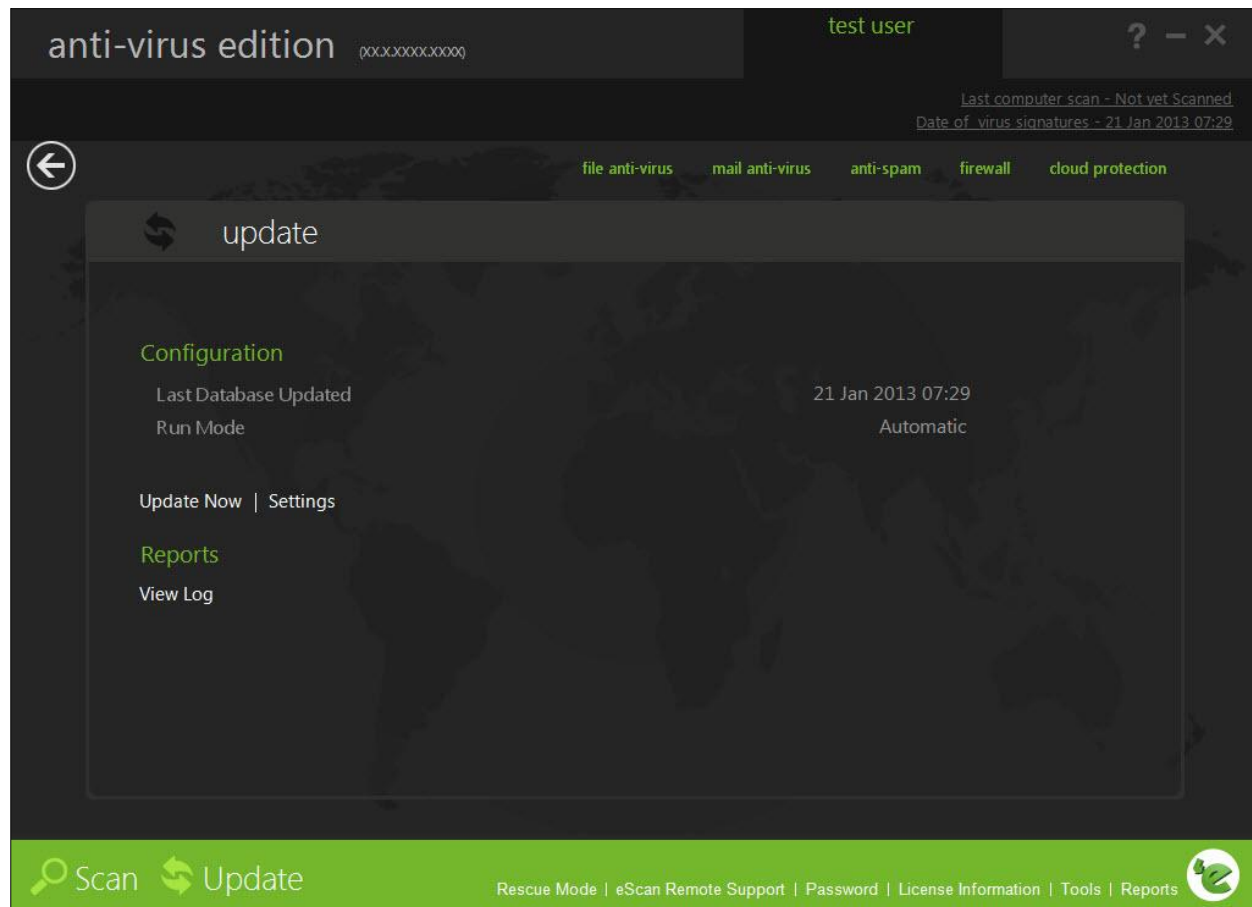 anti-virus edition (xx.x.xxxx.xxxx)
test user
? – ×
Last computer scan - Not yet Scanned
Date of virus signatures - 21 Jan 2013 07:29
file anti-virus mail anti-virus anti-spam firewall cloud protection
update
Configuration
Last Database Updated 21 Jan 2013 07:29
Run Mode Automatic
Update Now | Settings
Reports
View Log
Scan Update
Rescue Mode | eScan Remote Support | Password | License Information | Tools | Reports
e